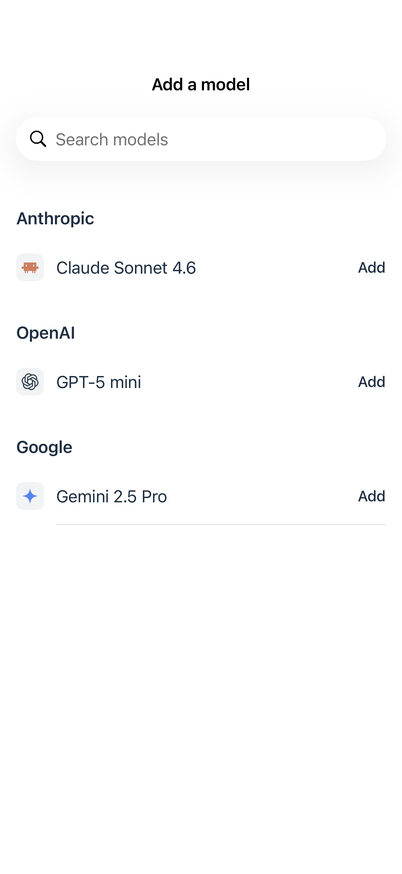 Add a model
Search models
Anthropic
Claude Sonnet 4.6
Add
OpenAI
GPT-5 mini
Add
Google
Gemini 2.5 Pro
Add